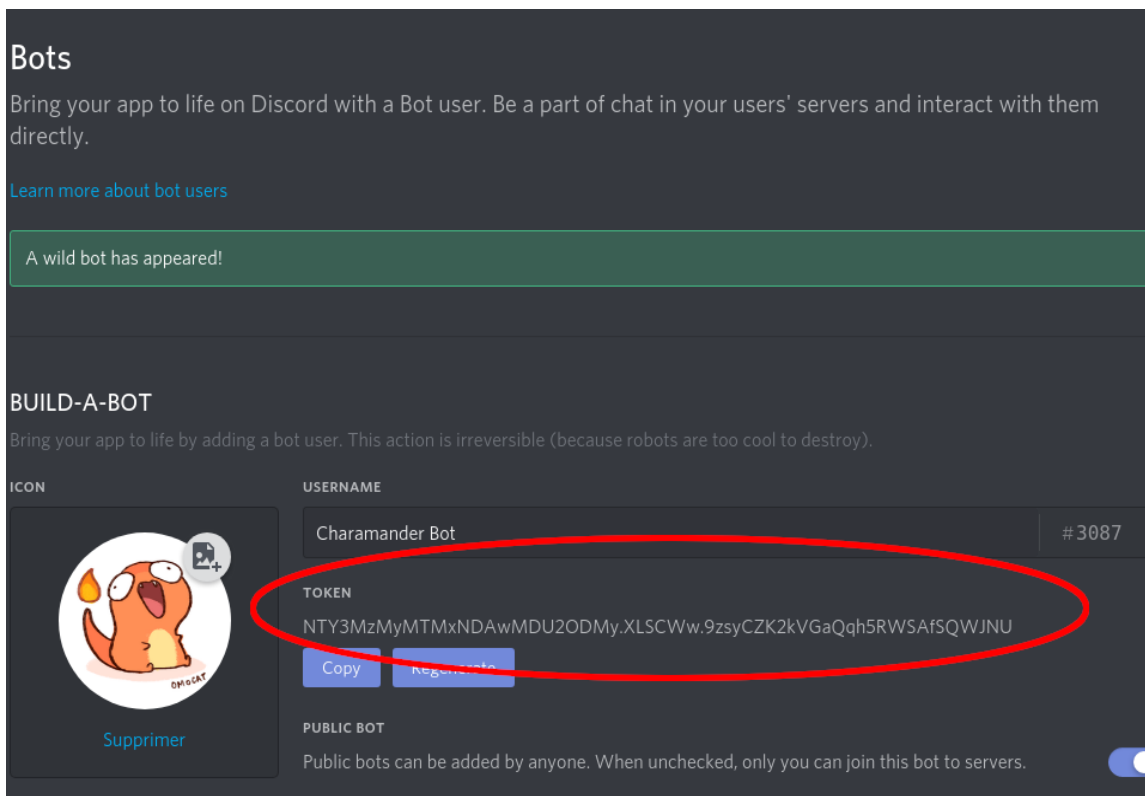 Bots
Bring your app to life on Discord with a Bot user. Be a part of chat in your users' servers and interact with them
directly.
Learn more about bot users
A wild bot has appeared!
BUILD-A-BOT
Bring your app to life by adding a bot user. This action is irreversible (because robots are too cool to destroy).
ICON
USERNAME
Charamander Bot
#3087
TOKEN
NTY3MzMyMTMxNDAwMDU2ODMy.XLSCWw.9zsyCZK2kVGaQqh5RWSAfSQWJNU
Copy
Regenerate
OMOCAT
Supprimer
PUBLIC BOT
Public bots can be added by anyone. When unchecked, only you can join this bot to servers.